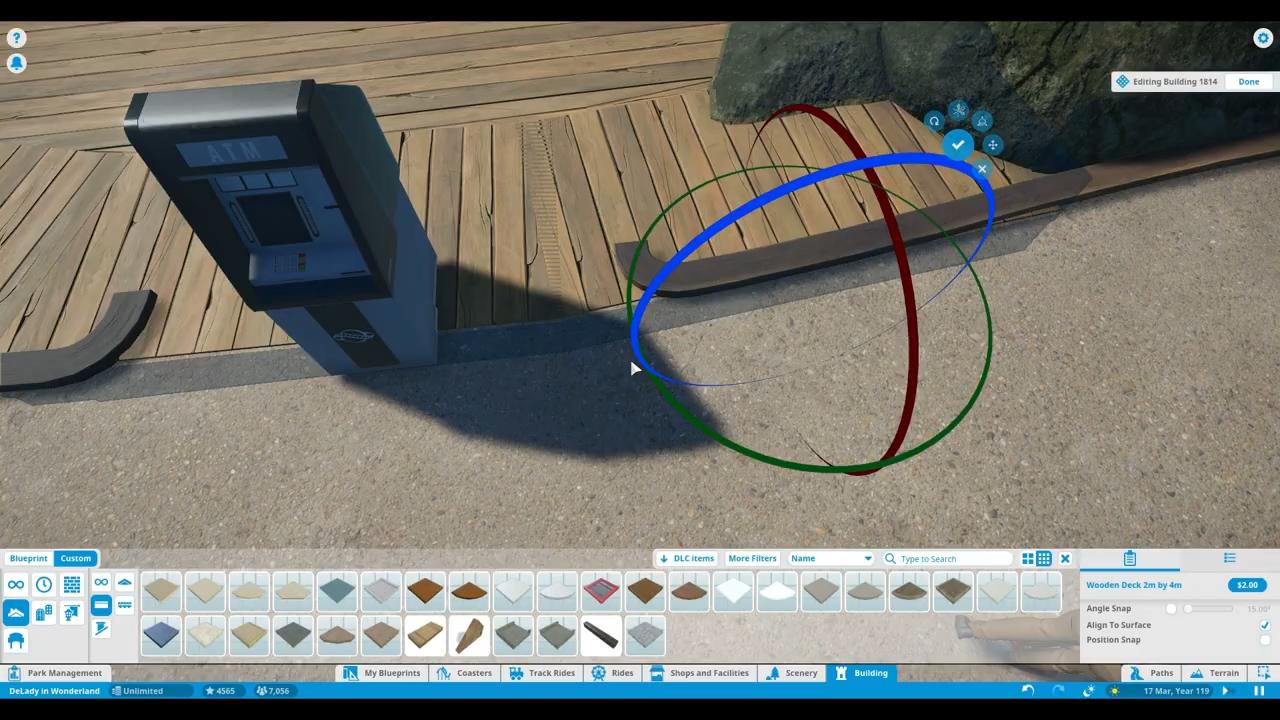 Editing Building 1814 Done
ATM
Blueprint Custom DLC items More Filters Name Type to Search
Wooden Deck 2m by 4m $2.00
Angle Snap 15.00°
Align To Surface
Position Snap
Park Management My Blueprints Coasters Track Rides Rides Shops and Facilities Scenery Building Paths Terrain
DeLady in Wonderland Unlimited 4565 7,056 17 Mar, Year 119